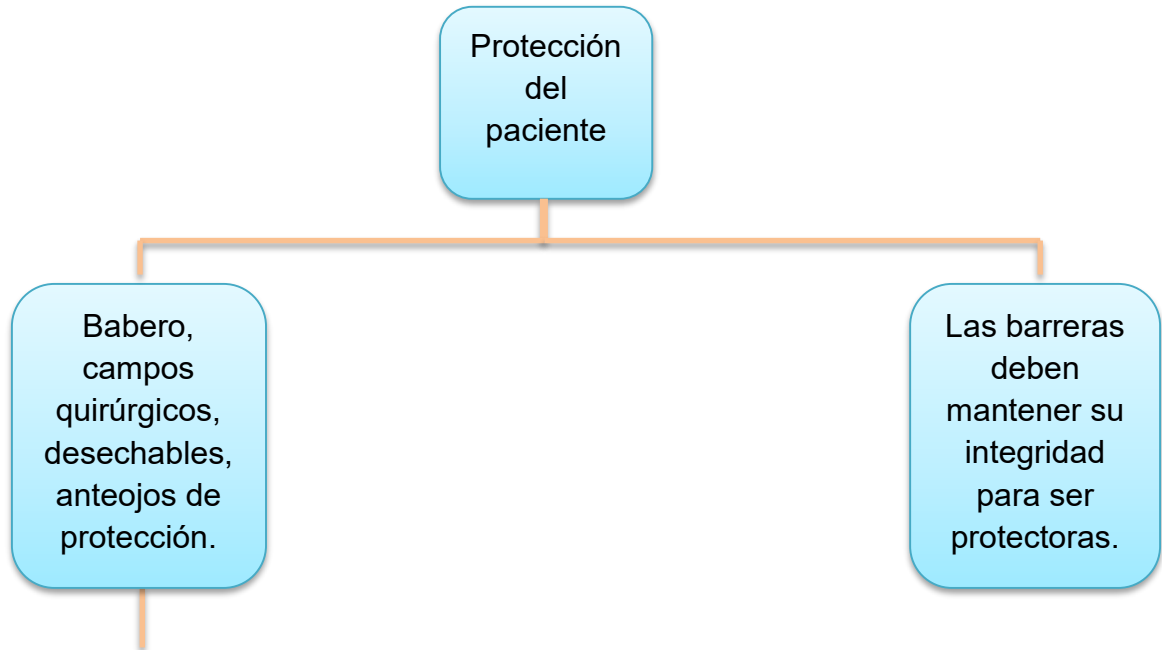 Protección
del
paciente
Babero,
campos
quirúrgicos,
desechables,
anteojos de
protección.
Las barreras
deben
mantener su
integridad
para ser
protectoras.